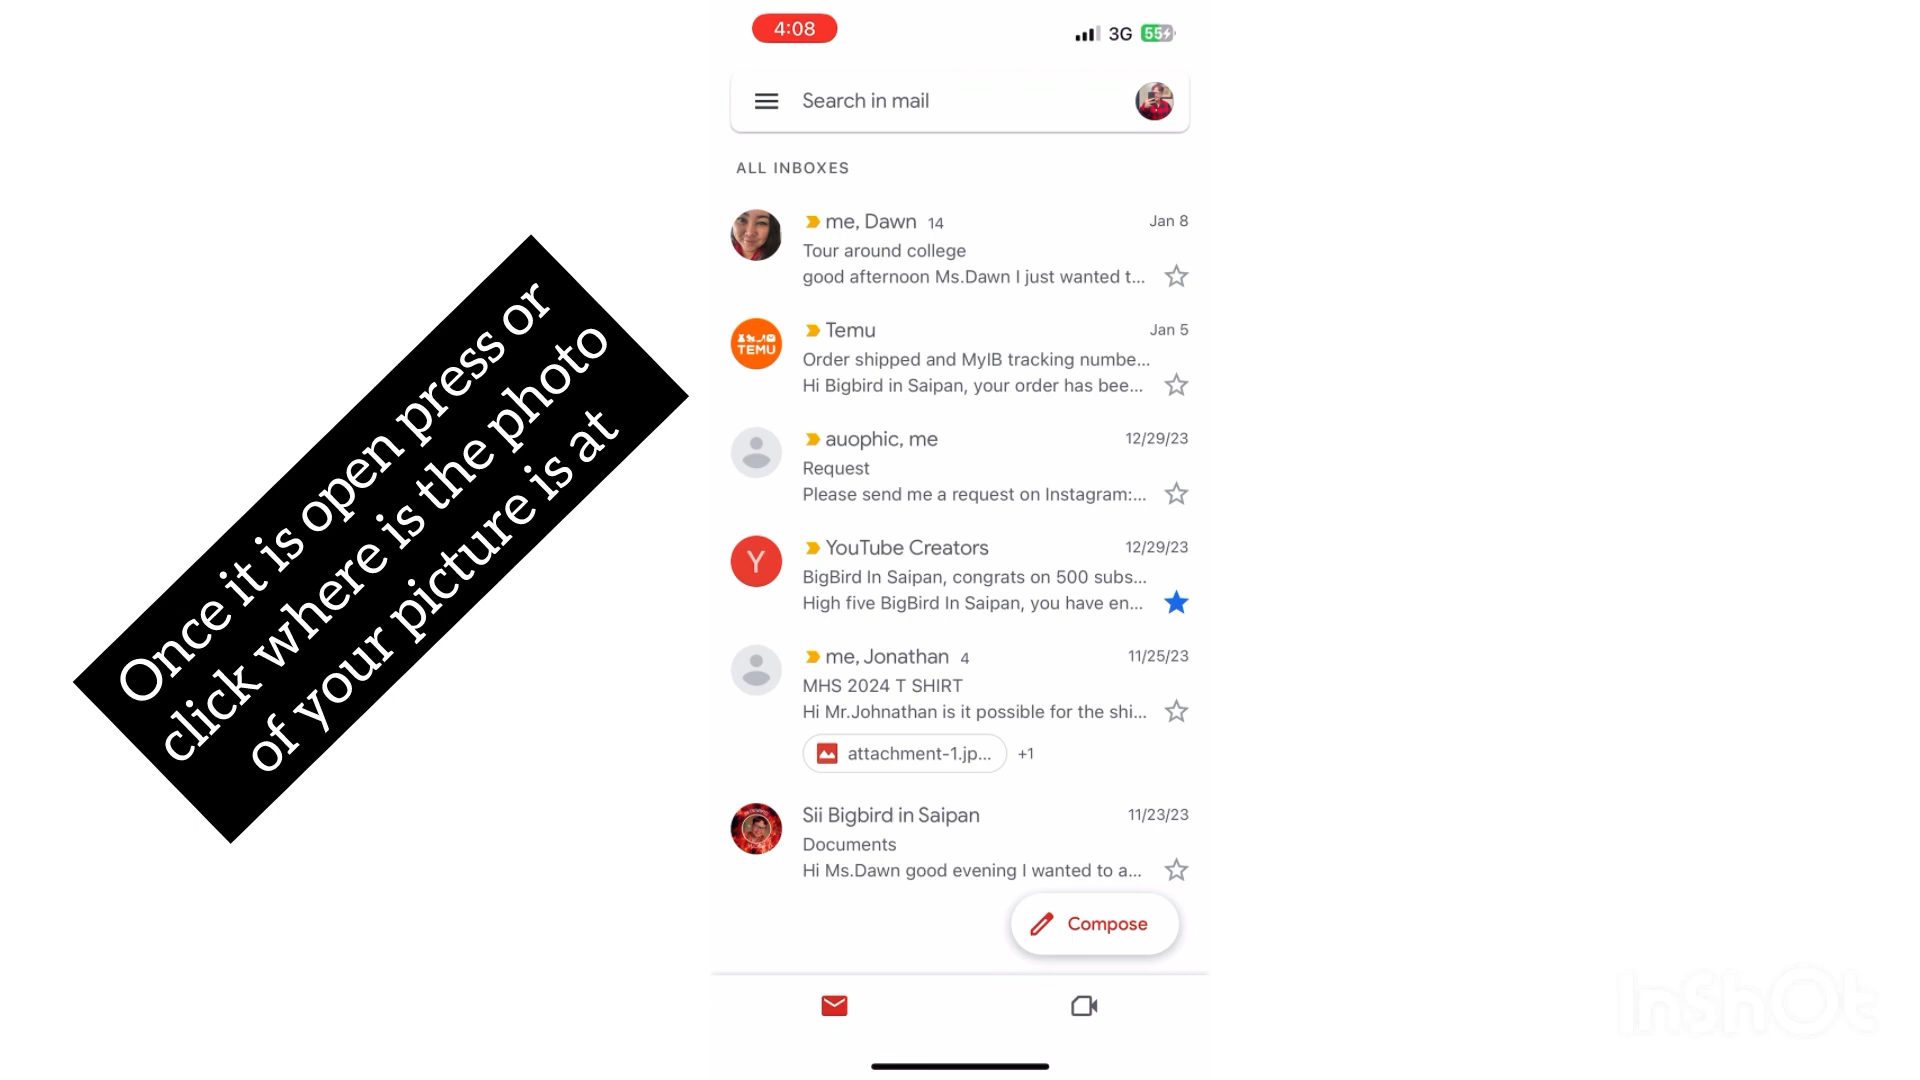 4:08
3G 55
Search in mail
ALL INBOXES
me, Dawn 14 Jan 8
Tour around college
good afternoon Ms.Dawn I just wanted t...
TEMU
Temu Jan 5
Order shipped and MyIB tracking numbe...
Hi Bigbird in Saipan, your order has bee...
auophic, me 12/29/23
Request
Please send me a request on Instagram:...
Y
YouTube Creators 12/29/23
BigBird In Saipan, congrats on 500 subs...
High five BigBird In Saipan, you have en...
me, Jonathan 4 11/25/23
MHS 2024 T SHIRT
Hi Mr.Johnathan is it possible for the shi...
attachment-1.jp... +1
Sii Bigbird in Saipan 11/23/23
Documents
Hi Ms.Dawn good evening I wanted to a...
Compose
Once it is open press or
click where is the photo
of your picture is at
InShOt